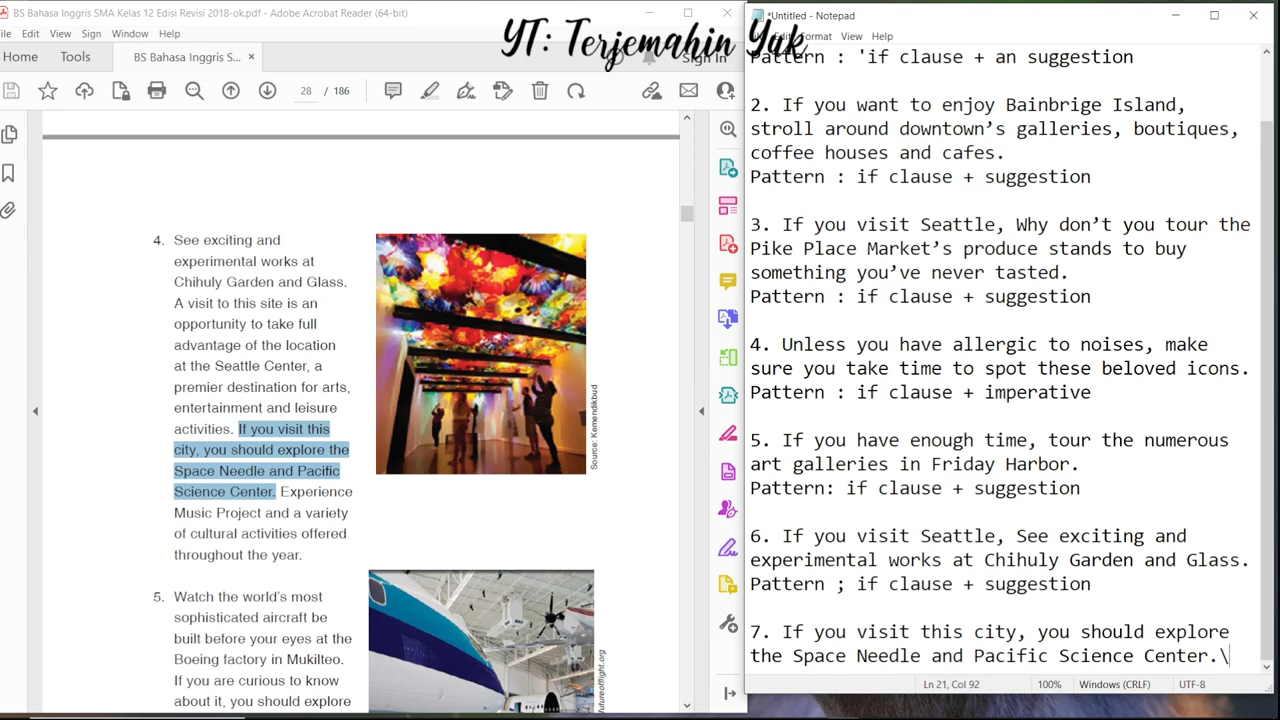 BS Bahasa Inggris SMA Kelas 12 Edisi Revisi 2018-ok.pdf - Adobe Acrobat Reader (64-bit)
ile Edit View Sign Window Help
Home Tools BS Bahasa Inggris S... × Sign In
28 / 186
YT: Terjemahin Yuk
4. See exciting and
experimental works at
Chihuly Garden and Glass.
A visit to this site is an
opportunity to take full
advantage of the location
at the Seattle Center, a
premier destination for arts,
entertainment and leisure
activities. If you visit this
city, you should explore the
Space Needle and Pacific
Science Center. Experience
Music Project and a variety
of cultural activities offered
throughout the year.
Source: Kemendikbud
5. Watch the world's most
sophisticated aircraft be
built before your eyes at the
Boeing factory in Mukilteo.
If you are curious to know
about it, you should explore
futureofflight.org
*Untitled - Notepad
Edit Format View Help
Pattern : 'if clause + an suggestion
2. If you want to enjoy Bainbrige Island,
stroll around downtown’s galleries, boutiques,
coffee houses and cafes.
Pattern : if clause + suggestion
3. If you visit Seattle, Why don’t you tour the
Pike Place Market’s produce stands to buy
something you’ve never tasted.
Pattern : if clause + suggestion
4. Unless you have allergic to noises, make
sure you take time to spot these beloved icons.
Pattern : if clause + imperative
5. If you have enough time, tour the numerous
art galleries in Friday Harbor.
Pattern: if clause + suggestion
6. If you visit Seattle, See exciting and
experimental works at Chihuly Garden and Glass.
Pattern ; if clause + suggestion
7. If you visit this city, you should explore
the Space Needle and Pacific Science Center.\
Ln 21, Col 92 100% Windows (CRLF) UTF-8